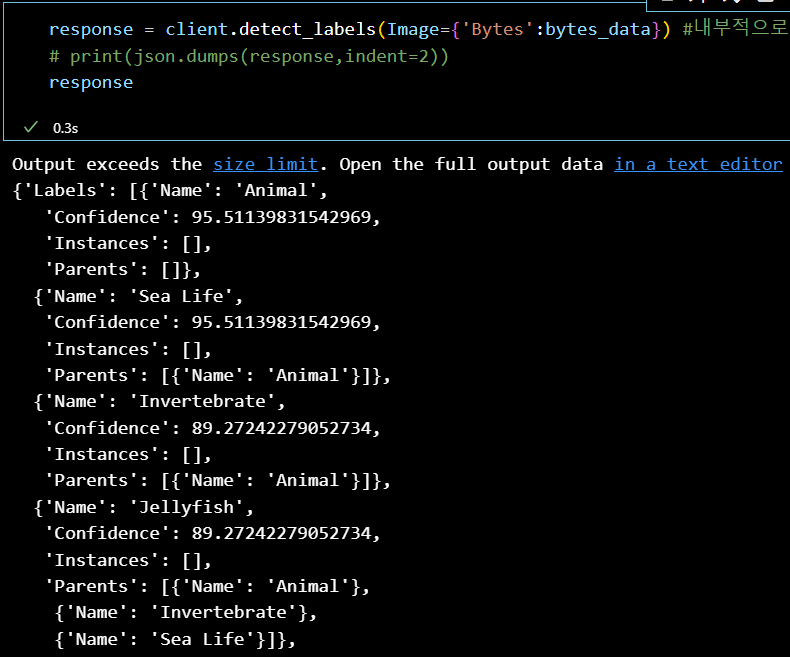 response = client.detect_labels(Image={'Bytes':bytes_data}) #내부적으로
# print(json.dumps(response,indent=2))
response
0.3s
Output exceeds the size limit. Open the full output data in a text editor
{'Labels': [{'Name': 'Animal',
'Confidence': 95.51139831542969,
'Instances': [],
'Parents': []},
{'Name': 'Sea Life',
'Confidence': 95.51139831542969,
'Instances': [],
'Parents': [{'Name': 'Animal'}]},
{'Name': 'Invertebrate',
'Confidence': 89.27242279052734,
'Instances': [],
'Parents': [{'Name': 'Animal'}]},
{'Name': 'Jellyfish',
'Confidence': 89.27242279052734,
'Instances': [],
'Parents': [{'Name': 'Animal'},
{'Name': 'Invertebrate'},
{'Name': 'Sea Life'}]},